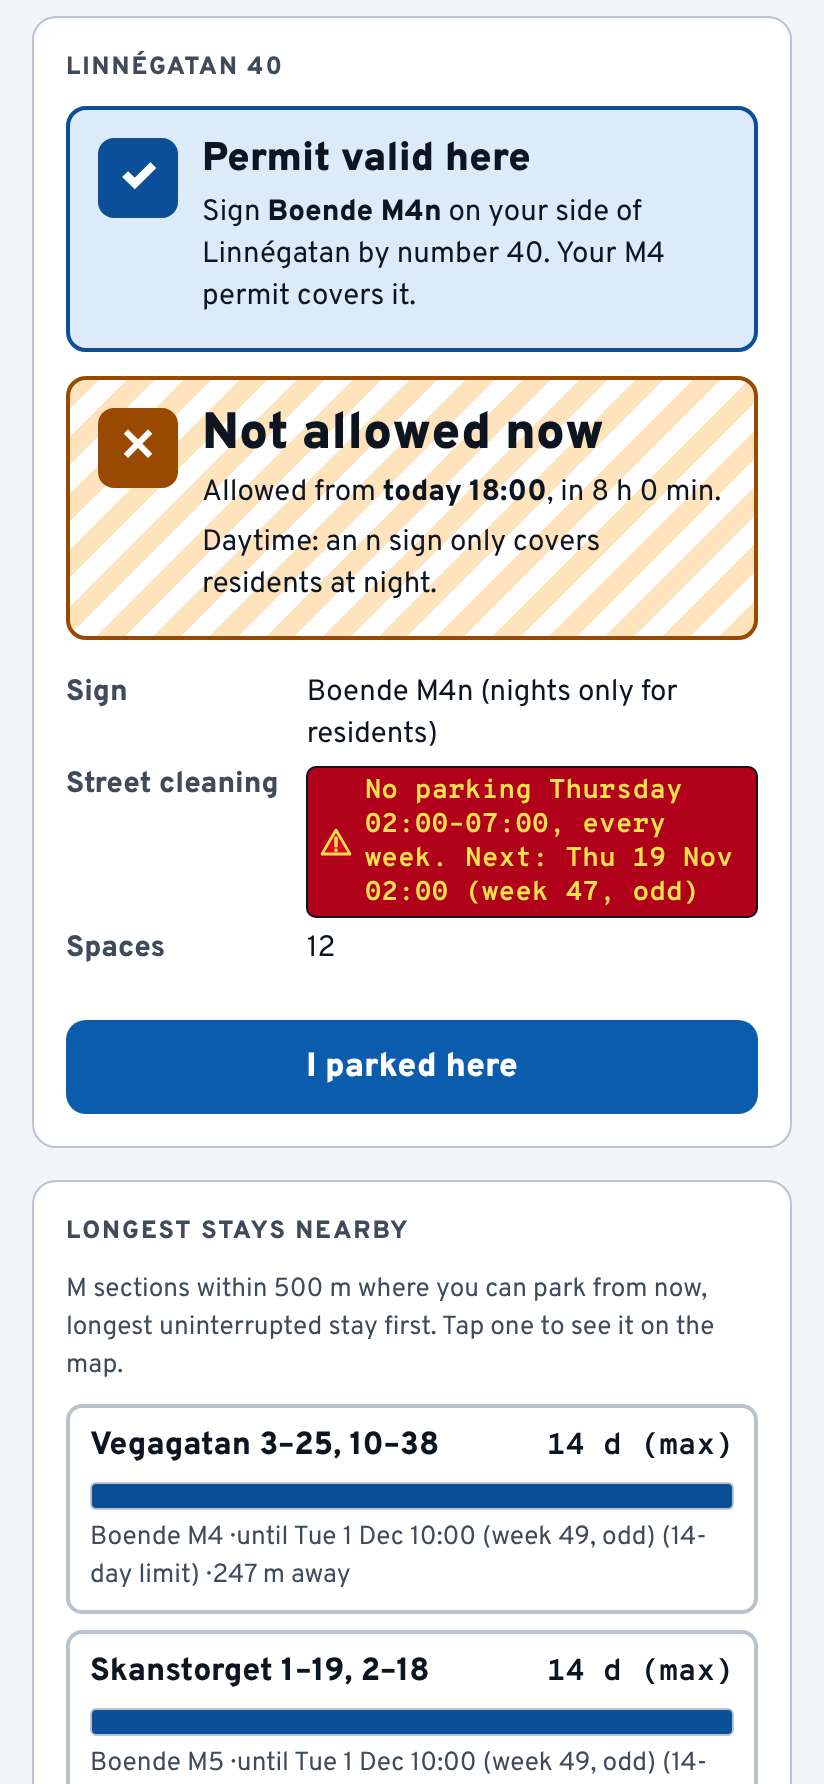 LINNÉGATAN 40
Permit valid here
Sign Boende M4n on your side of
Linnégatan by number 40. Your M4
permit covers it.
Not allowed now
Allowed from today 18:00, in 8 h 0 min.
Daytime: an n sign only covers
residents at night.
Sign
Boende M4n (nights only for
residents)
Street cleaning
No parking Thursday
02:00–07:00, every
week. Next: Thu 19 Nov
02:00 (week 47, odd)
Spaces
12
I parked here
LONGEST STAYS NEARBY
M sections within 500 m where you can park from now,
longest uninterrupted stay first. Tap one to see it on the
map.
Vegagatan 3–25, 10–38
14 d (max)
Boende M4 ·until Tue 1 Dec 10:00 (week 49, odd) (14-
day limit) ·247 m away
Skanstorget 1–19, 2–18
14 d (max)
Boende M5 ·until Tue 1 Dec 10:00 (week 49, odd) (14-